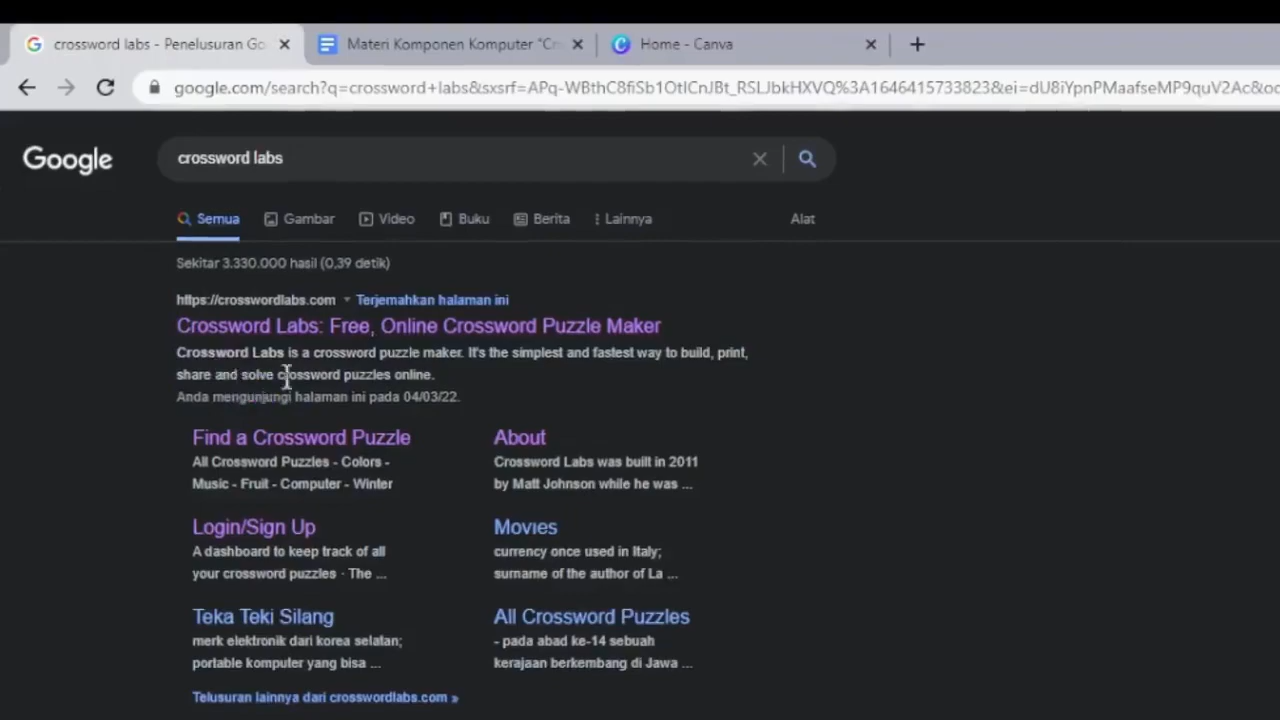 crossword labs - Penelusuran Go
Materi Komponen Komputer "Cr
Home - Canva
google.com/search?q=crossword+labs&sxsrf=APq-WBthC8fiSb1OtlCnJBt_RSLJbkHXVQ%3A1646415733823&ei=dU8iYpnPMaafseMP9quV2Ac&oc
Google
crossword labs
Semua Gambar Video Buku Berita Lainnya Alat
Sekitar 3.330.000 hasil (0,39 detik)
https://crosswordlabs.com Terjemahkan halaman ini
Crossword Labs: Free, Online Crossword Puzzle Maker
Crossword Labs is a crossword puzzle maker. It's the simplest and fastest way to build, print,
share and solve crossword puzzles online.
Anda mengunjungi halaman ini pada 04/03/22.
Find a Crossword Puzzle
All Crossword Puzzles - Colors -
Music - Fruit - Computer - Winter
About
Crossword Labs was built in 2011
by Matt Johnson while he was ...
Login/Sign Up
A dashboard to keep track of all
your crossword puzzles · The ...
Movies
currency once used in Italy;
surname of the author of La ...
Teka Teki Silang
merk elektronik dari korea selatan;
portable komputer yang bisa ...
All Crossword Puzzles
- pada abad ke-14 sebuah
kerajaan berkembang di Jawa ...
Telusuran lainnya dari crosswordlabs.com »